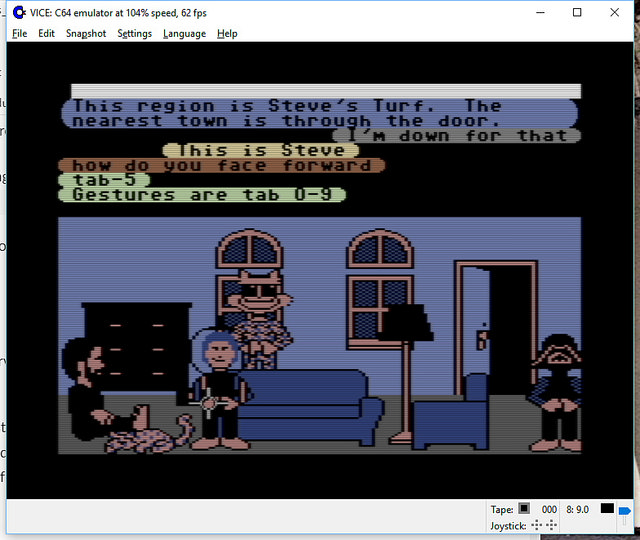 VICE: C64 emulator at 104% speed, 62 fps
File Edit Snapshot Settings Language Help
This region is Steve's Turf. The
nearest town is through the door.
I'm down for that
This is Steve
how do you face forward
tab-5
Gestures are tab 0-9
Tape: 000 8: 9.0
Joystick: